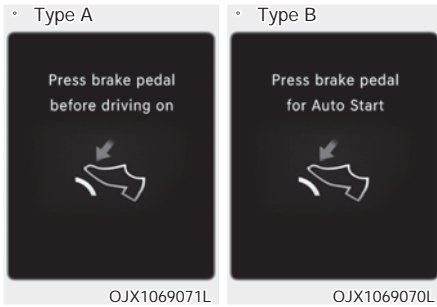 ° Type A
Press brake pedal
before driving on
OJX1069071L
° Type B
Press brake pedal
for Auto Start
OJX1069070L